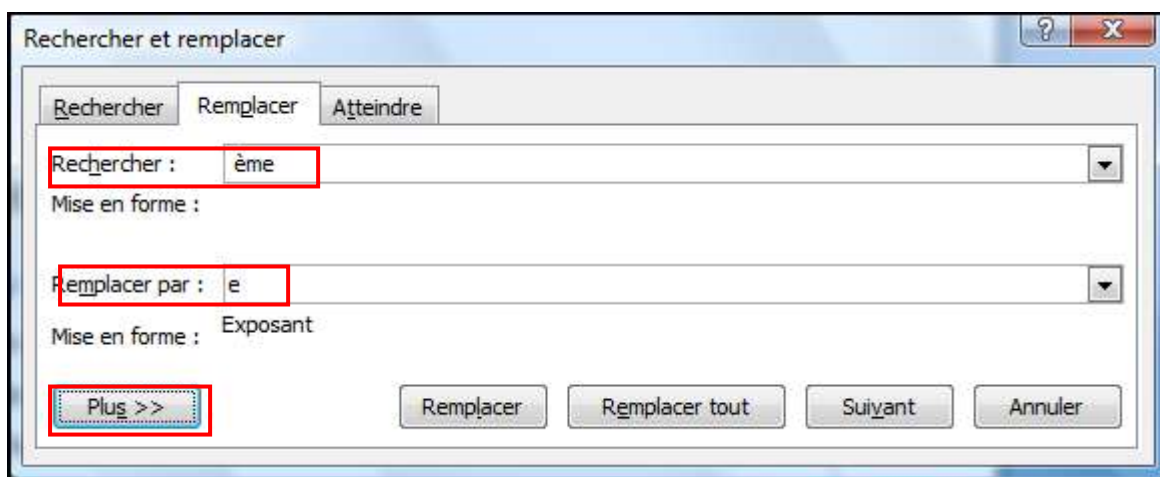 Rechercher et remplacer
Rechercher Remplacer Atteindre
Rechercher : ème
Mise en forme :
Remplacer par : e
Mise en forme : Exposant
Plus >> Remplacer Remplacer tout Suivant Annuler